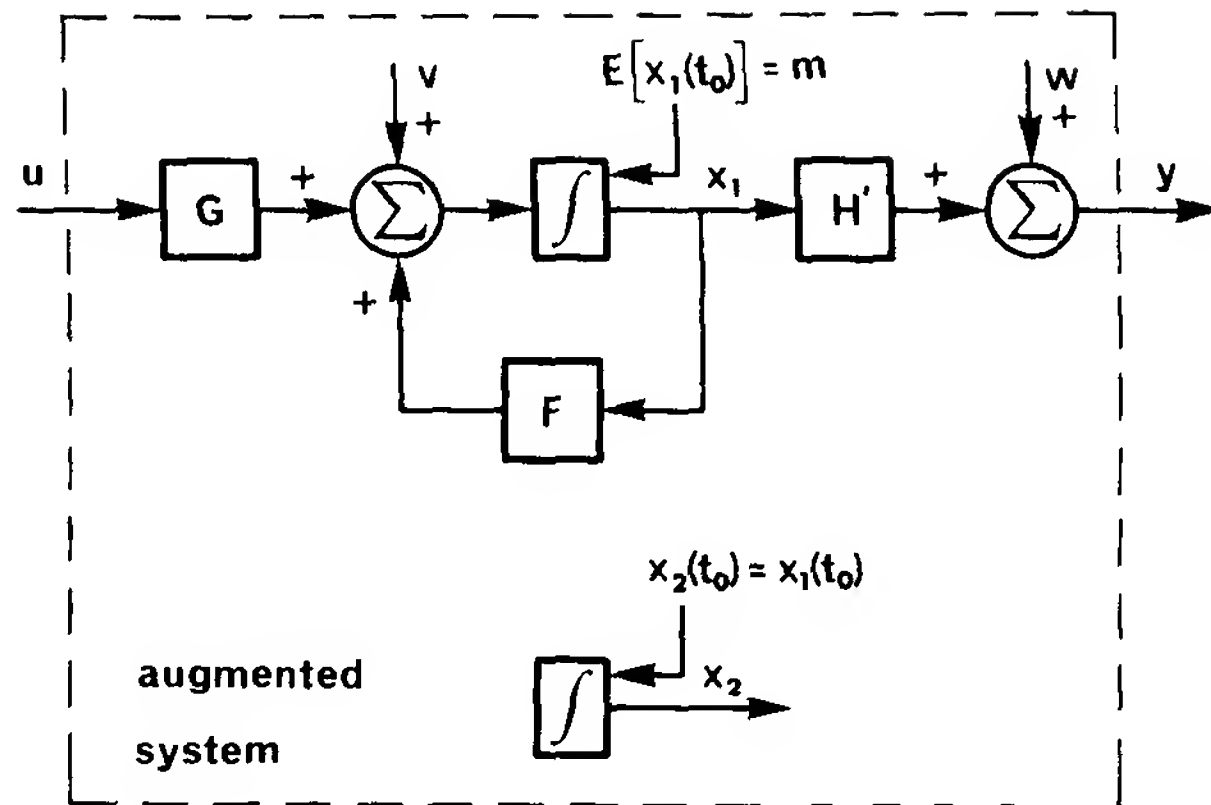 E[x₁(t₀)] = m
v
+
w
+
u
G
+
Σ
∫
x₁
H'
+
Σ
y
+
F
x₂(t₀) = x₁(t₀)
augmented
system
∫
x₂